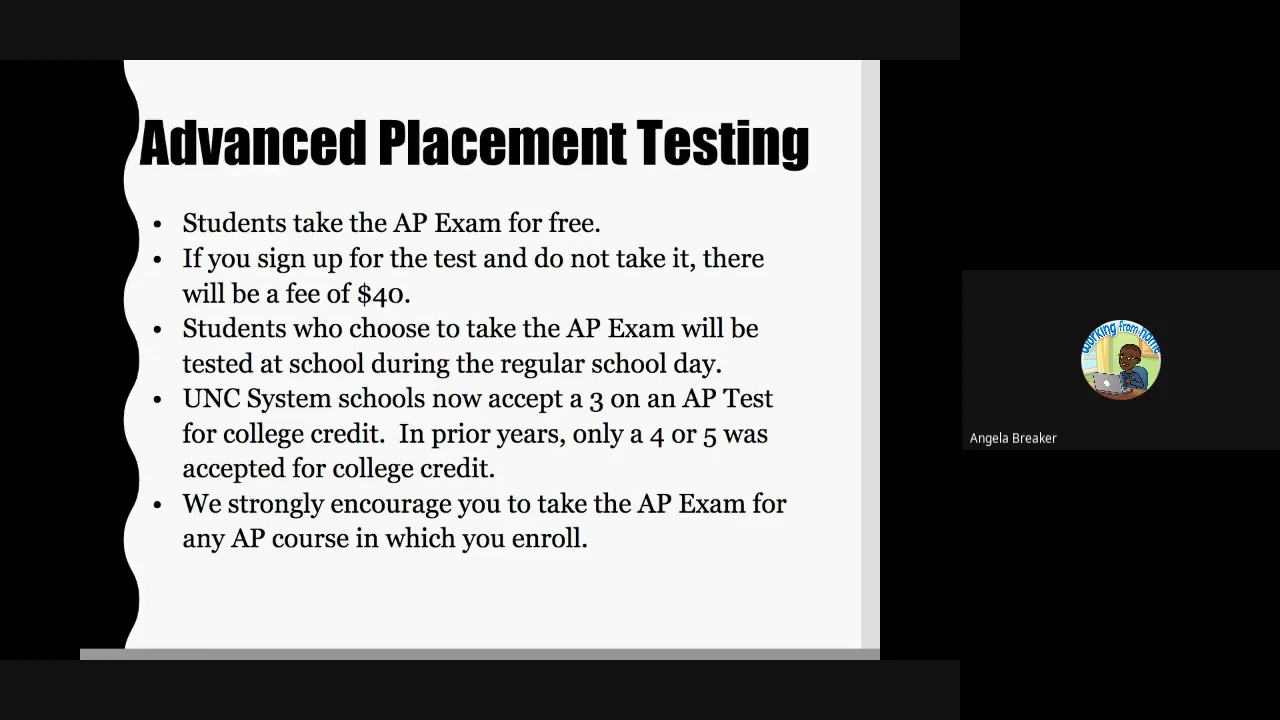 Advanced Placement Testing
• Students take the AP Exam for free.
• If you sign up for the test and do not take it, there
will be a fee of $40.
• Students who choose to take the AP Exam will be
tested at school during the regular school day.
• UNC System schools now accept a 3 on an AP Test
for college credit.  In prior years, only a 4 or 5 was
accepted for college credit.
• We strongly encourage you to take the AP Exam for
any AP course in which you enroll.
working from home
Angela Breaker